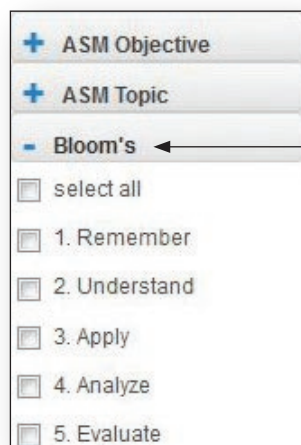 + ASM Objective
+ ASM Topic
- Bloom's
select all
1. Remember
2. Understand
3. Apply
4. Analyze
5. Evaluate